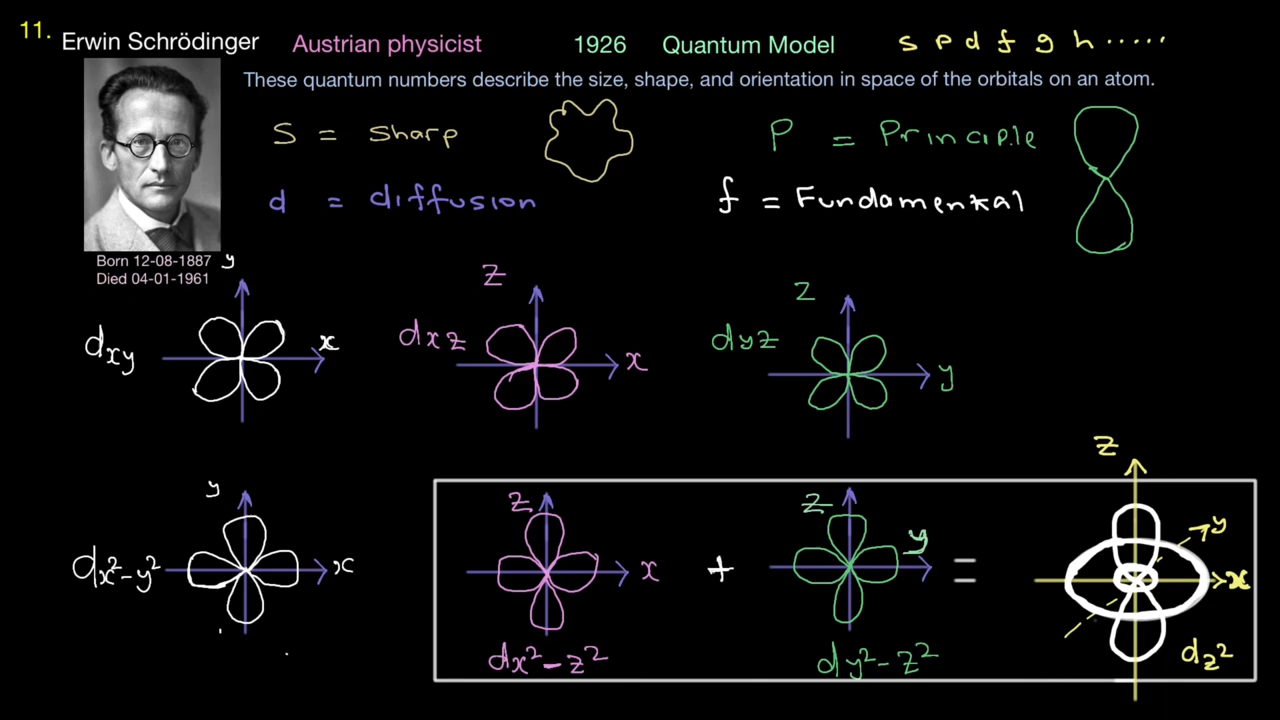 11. Erwin Schrödinger Austrian physicist 1926 Quantum Model s p d f g h ......
These quantum numbers describe the size, shape, and orientation in space of the orbitals on an atom.
S = Sharp P = Principle
d = diffusion f = Fundamental
Born 12-08-1887
Died 04-01-1961
y Z Z
dxy x dxz x dyz y
Z
y Z Z y
dx²-y² x x + y = x
dx²-z² dy²-z² dz²